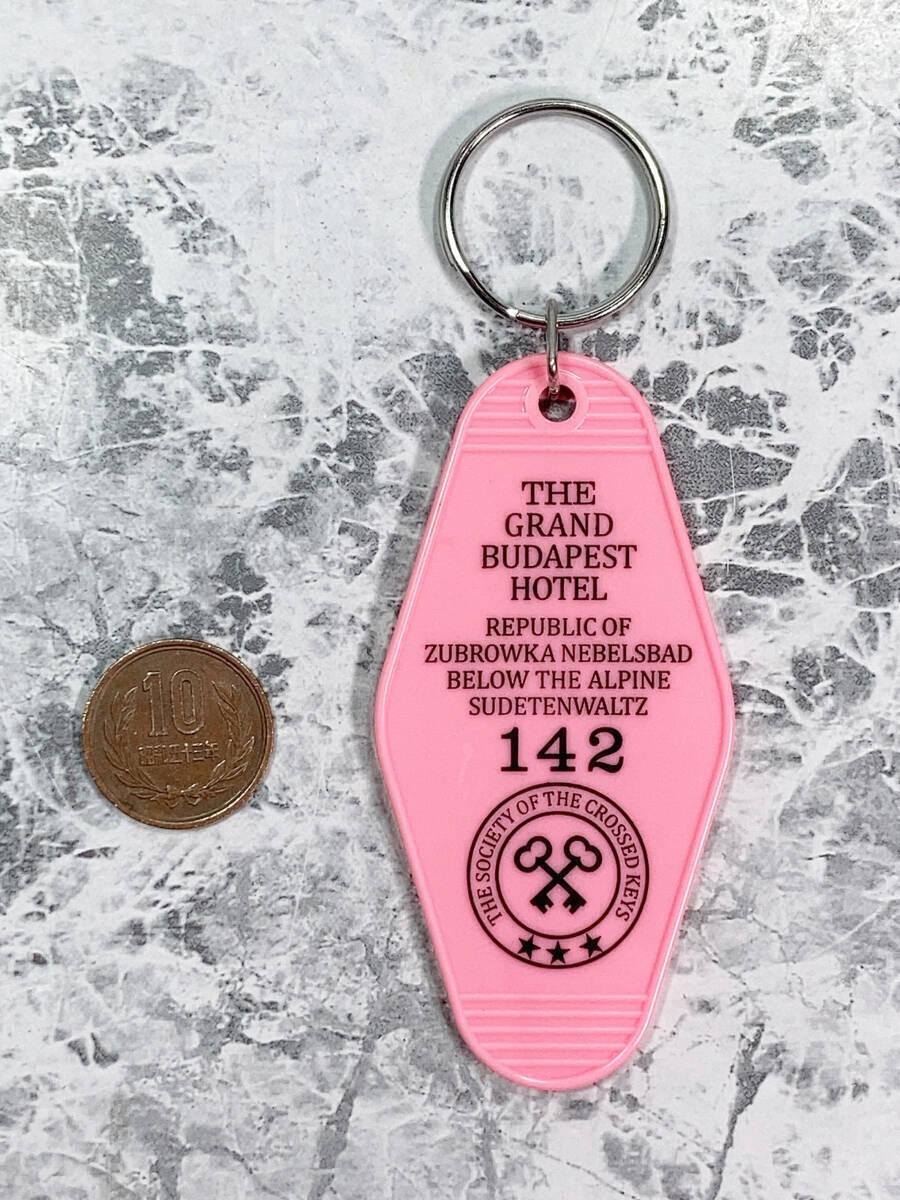 THE
GRAND
BUDAPEST
HOTEL
REPUBLIC OF
ZUBROWKA NEBELSBAD
BELOW THE ALPINE
SUDETENWALTZ
142
THE SOCIETY OF THE CROSSED KEYS
10